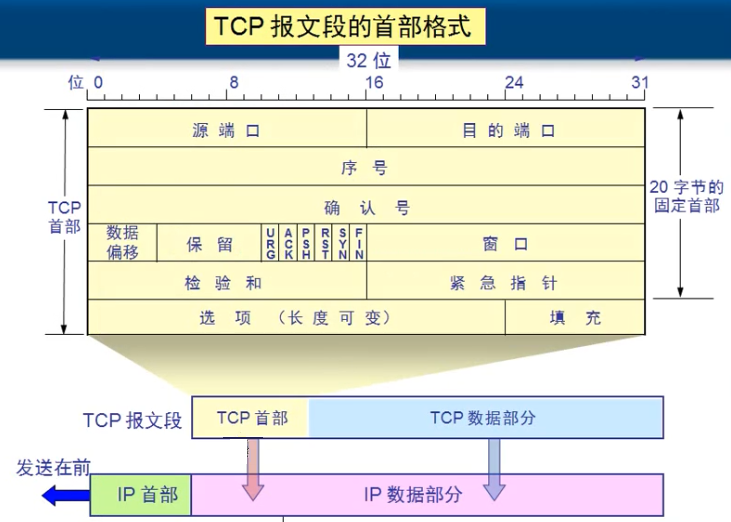 TCP 报文段的首部格式
32 位
位 0 8 16 24 31
源 端 口 目 的 端 口
序 号
20 字节的
固定首部
TCP
首部
确 认 号
数据
偏移
保 留
URG
ACK
PSH
RST
SYN
FIN
窗 口
检 验 和 紧 急 指 针
选 项 （长 度 可 变） 填 充
TCP 报文段 TCP 首部 TCP 数据部分
发送在前
IP 首部 IP 数据部分